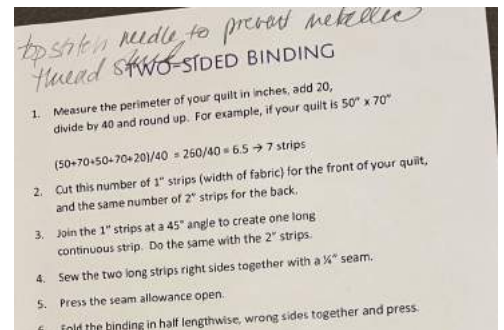 topstitch needle to prevent metallic
thread
TWO-SIDED BINDING
1. Measure the perimeter of your quilt in inches, add 20,
divide by 40 and round up. For example, if your quilt is 50" x 70"
(50+70+50+70+20)/40 = 260/40 = 6.5 → 7 strips
2. Cut this number of 1" strips (width of fabric) for the front of your quilt,
and the same number of 2" strips for the back.
3. Join the 1" strips at a 45° angle to create one long
continuous strip. Do the same with the 2" strips.
4. Sew the two long strips right sides together with a ¼" seam.
5. Press the seam allowance open.
6. Fold the binding in half lengthwise, wrong sides together and press.